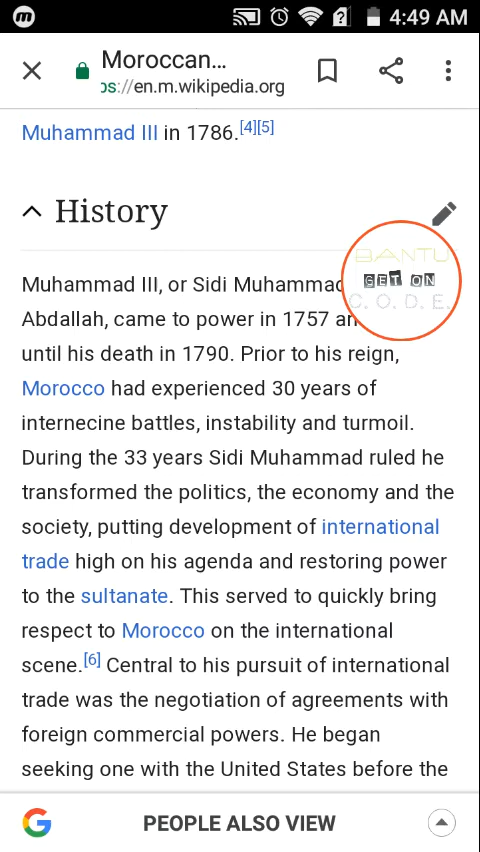 4:49 AM
Moroccan...
ps://en.m.wikipedia.org
Muhammad III in 1786.[4][5]
History
BANTU
GET ON
C. O. D. E.
Muhammad III, or Sidi Muhammad
Abdallah, came to power in 1757 an
until his death in 1790. Prior to his reign,
Morocco had experienced 30 years of
internecine battles, instability and turmoil.
During the 33 years Sidi Muhammad ruled he
transformed the politics, the economy and the
society, putting development of international
trade high on his agenda and restoring power
to the sultanate. This served to quickly bring
respect to Morocco on the international
scene.[6] Central to his pursuit of international
trade was the negotiation of agreements with
foreign commercial powers. He began
seeking one with the United States before the
PEOPLE ALSO VIEW